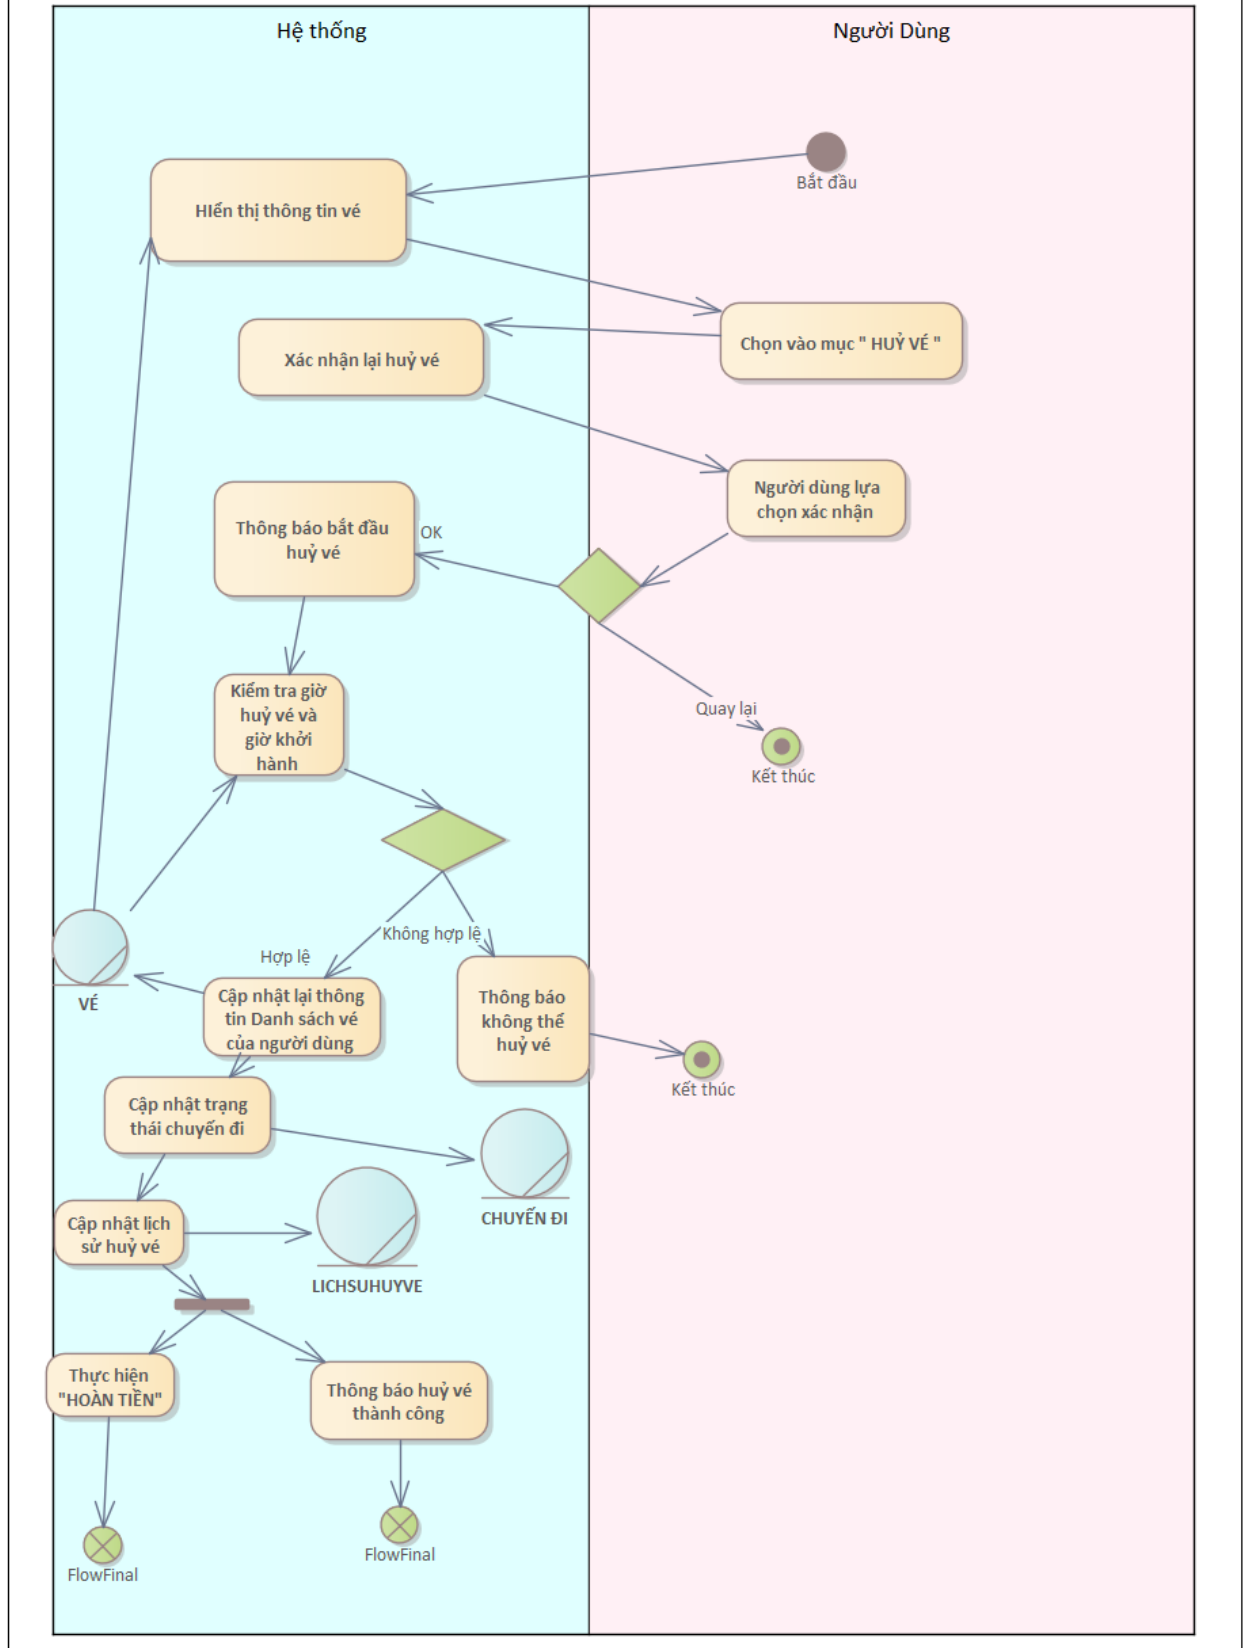 Hệ thống
Người Dùng
Bắt đầu
HIển thị thông tin vé
Chọn vào mục " HUỶ VÉ "
Xác nhận lại huỷ vé
Người dùng lựa
chọn xác nhận
Thông báo bắt đầu
huỷ vé
OK
Quay lại
Kết thúc
Kiểm tra giờ
huỷ vé và
giờ khởi
hành
Không hợp lệ
Hợp lệ
VÉ
Cập nhật lại thông
tin Danh sách vé
của người dùng
Thông báo
không thể
huỷ vé
Kết thúc
Cập nhật trạng
thái chuyến đi
CHUYẾN ĐI
Cập nhật lịch
sử huỷ vé
LICHSUHUYVE
Thực hiện
"HOÀN TIỀN"
Thông báo huỷ vé
thành công
FlowFinal
FlowFinal